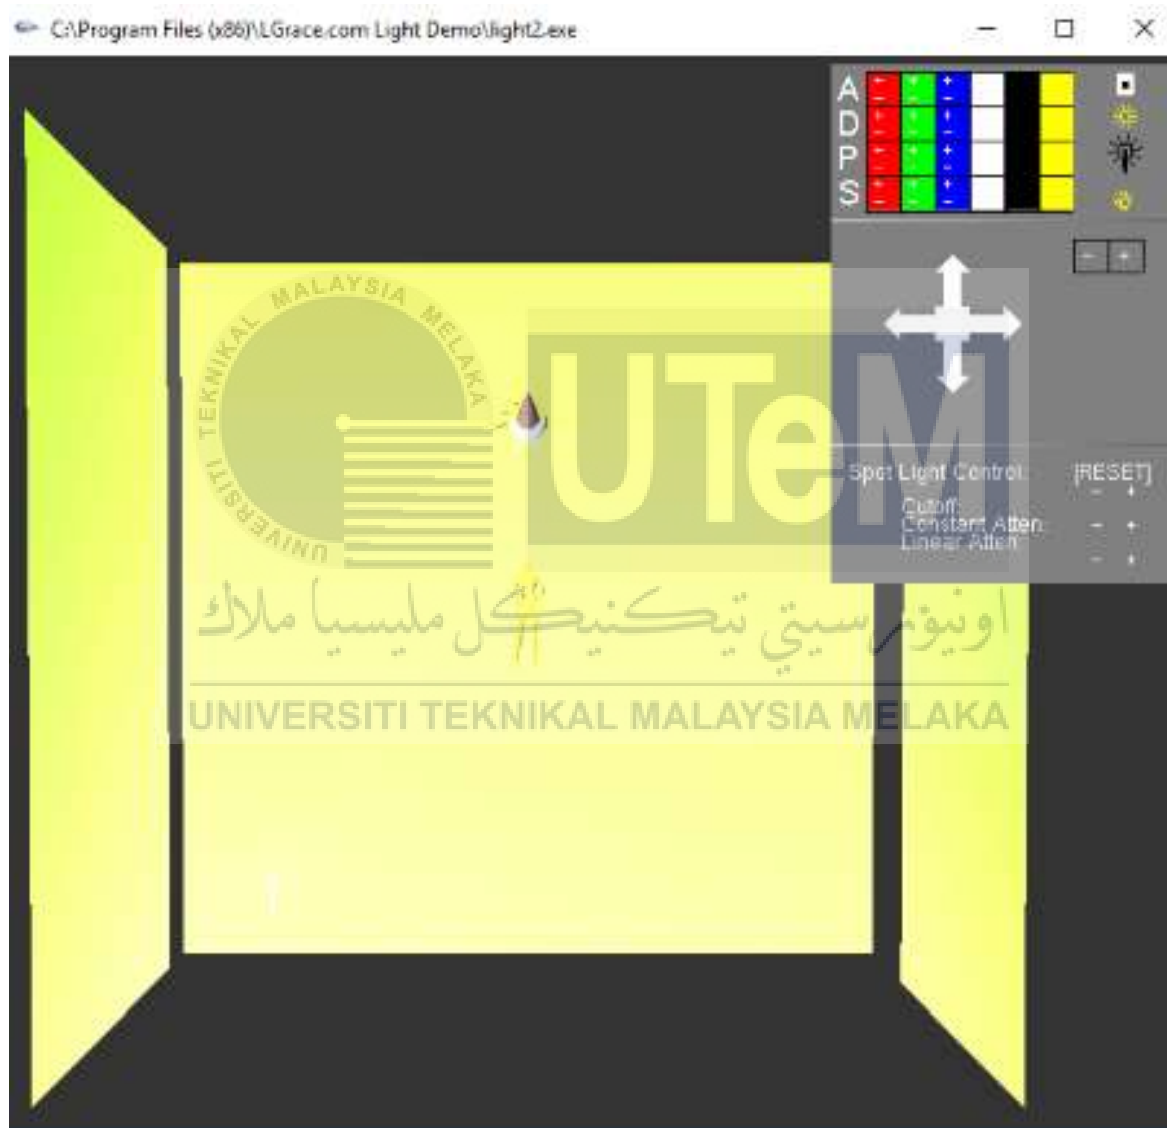 C:\Program Files (x86)\LGrace.com Light Demo\light2.exe
A
D
P
S
- +
Spot Light Control: [RESET]
- +
Cutoff:
Constant Atten: - +
Linear Atten:
- +
UNIVERSITI TEKNIKAL MALAYSIA MELAKA
UTeM
اونيۏرسيتي تيكنيكل مليسيا ملاك
UNIVERSITI TEKNIKAL MALAYSIA MELAKA